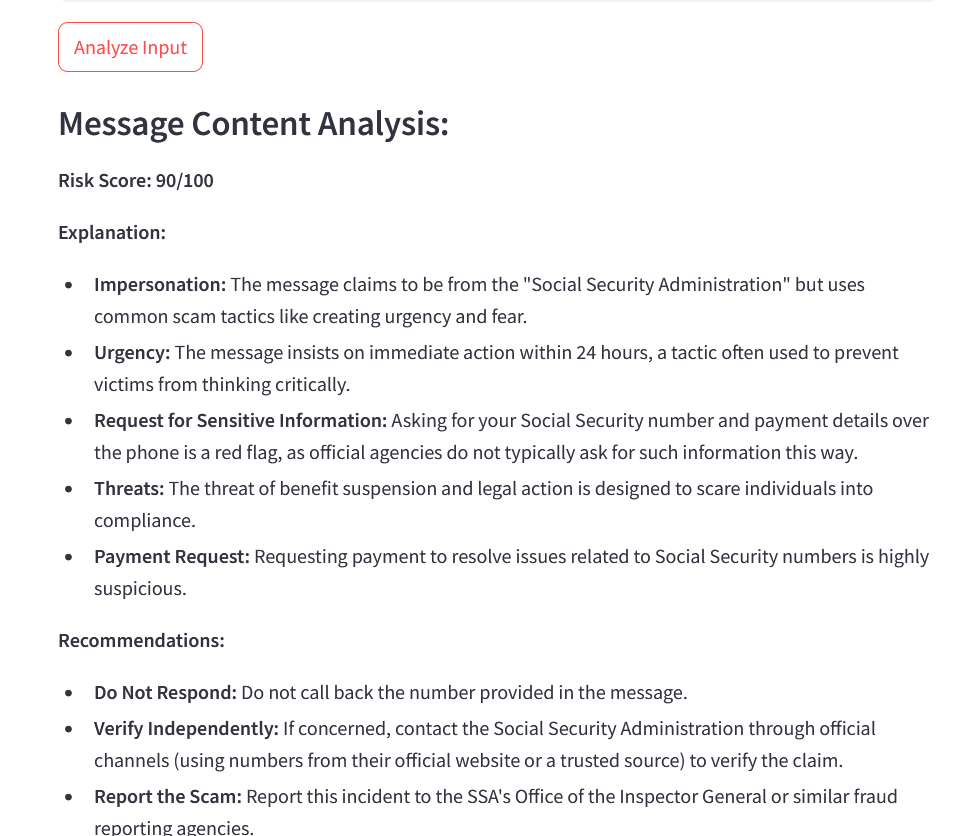 Analyze Input
Message Content Analysis:
Risk Score: 90/100
Explanation:
Impersonation: The message claims to be from the "Social Security Administration" but uses
common scam tactics like creating urgency and fear.
Urgency: The message insists on immediate action within 24 hours, a tactic often used to prevent
victims from thinking critically.
Request for Sensitive Information: Asking for your Social Security number and payment details over
the phone is a red flag, as official agencies do not typically ask for such information this way.
Threats: The threat of benefit suspension and legal action is designed to scare individuals into
compliance.
Payment Request: Requesting payment to resolve issues related to Social Security numbers is highly
suspicious.
Recommendations:
Do Not Respond: Do not call back the number provided in the message.
Verify Independently: If concerned, contact the Social Security Administration through official
channels (using numbers from their official website or a trusted source) to verify the claim.
Report the Scam: Report this incident to the SSA's Office of the Inspector General or similar fraud
reporting agencies.